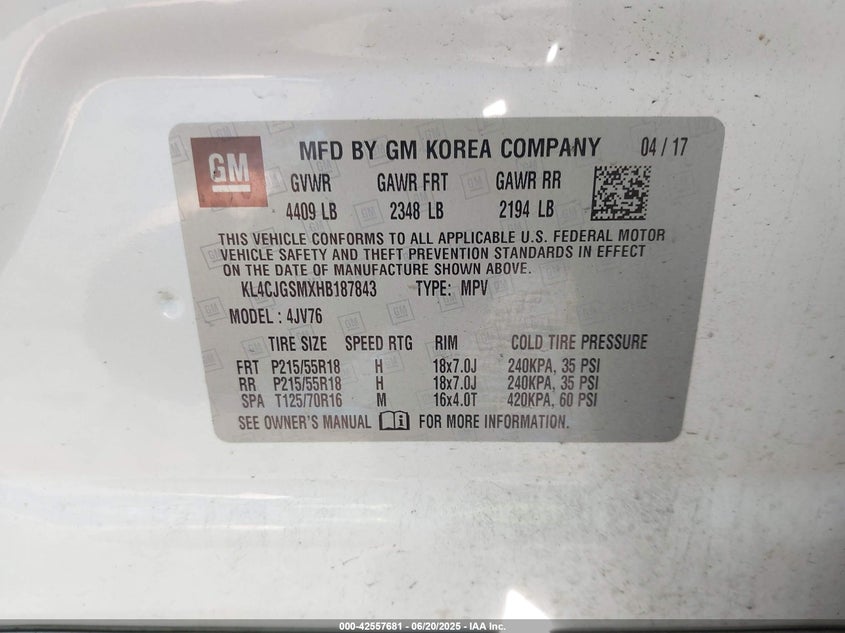 GM MFD BY GM KOREA COMPANY 04 / 17
GVWR GAWR FRT GAWR RR
4409 LB 2348 LB 2194 LB
THIS VEHICLE CONFORMS TO ALL APPLICABLE U.S. FEDERAL MOTOR
VEHICLE SAFETY AND THEFT PREVENTION STANDARDS IN EFFECT
ON THE DATE OF MANUFACTURE SHOWN ABOVE.
KL4CJGSMXHB187843 TYPE: MPV
MODEL : 4JV76
TIRE SIZE SPEED RTG RIM COLD TIRE PRESSURE
FRT P215/55R18 H 18x7.0J 240KPA, 35 PSI
RR P215/55R18 H 18x7.0J 240KPA, 35 PSI
SPA T125/70R16 M 16x4.0T 420KPA, 60 PSI
SEE OWNER'S MANUAL FOR MORE INFORMATION.
000-42557681 - 06/20/2025 - IAA Inc.